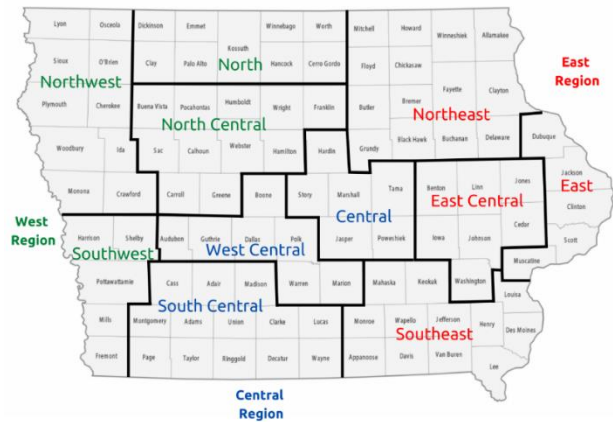 Lyon Osceola Dickinson Emmet Winnebago Worth Mitchell Howard Winneshiek Allamakee
Kossuth
Sioux O'Brien Clay Palo Alto Hancock Cerro Gordo Floyd Chickasaw
North
Northwest
East
Region
Plymouth Cherokee Buena Vista Pocahontas Humboldt Wright Franklin Butler Bremer Fayette Clayton
Northeast
North Central
Woodbury Ida Sac Calhoun Webster Hamilton Hardin Grundy Black Hawk Buchanan Delaware Dubuque
Jackson
Monona Crawford Carroll Greene Boone Story Marshall Tama Benton Linn Jones
East
East Central
Clinton
Central
Cedar
West
Region
Harrison Shelby Audubon Guthrie Dallas Polk Jasper Poweshiek Iowa Johnson Scott
Southwest
West Central
Muscatine
Pottawattamie Cass Adair Madison Warren Marion Mahaska Keokuk Washington
Louisa
South Central
Mills Montgomery Adams Union Clarke Lucas Monroe Wapello Jefferson Henry Des Moines
Southeast
Fremont Page Taylor Ringgold Decatur Wayne Appanoose Davis Van Buren
Lee
Central
Region